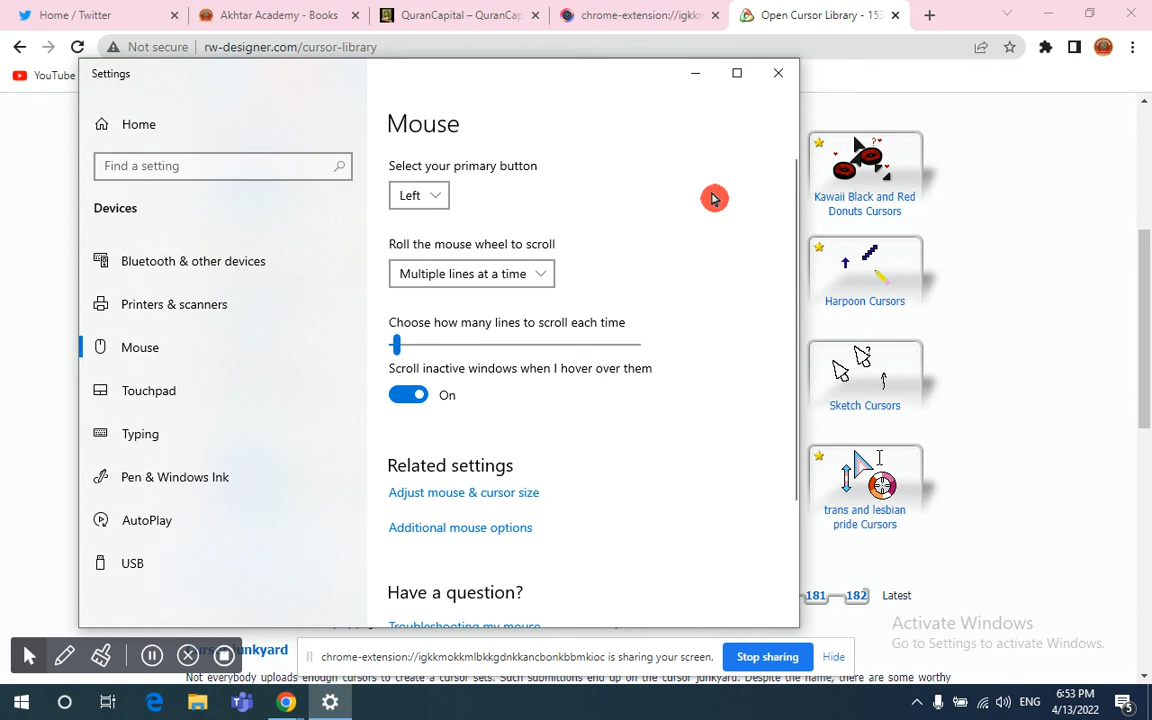 Home / Twitter
Akhtar Academy - Books
QuranCapital – QuranCap
chrome-extension://igkkn
Open Cursor Library - 153
Not secure
rw-designer.com/cursor-library
YouTube
Settings
Home
Find a setting
Devices
Bluetooth & other devices
Printers & scanners
Mouse
Touchpad
Typing
Pen & Windows Ink
AutoPlay
USB
Mouse
Select your primary button
Left
Roll the mouse wheel to scroll
Multiple lines at a time
Choose how many lines to scroll each time
Scroll inactive windows when I hover over them
On
Related settings
Adjust mouse & cursor size
Additional mouse options
Have a question?
Troubleshooting my mouse
Kawaii Black and Red
Donuts Cursors
Harpoon Cursors
Sketch Cursors
trans and lesbian
pride Cursors
181 182 Latest
Activate Windows
Go to Settings to activate Windows.
unkyard
chrome-extension://igkkmokkmlbkkgdnkkancbonkbbmkioc is sharing your screen.
Stop sharing
Hide
Not everybody uploads enough cursors to create a cursor sets. Such submissions end up on the cursor junkyard. Despite the name, there are some worthy
ENG
6:53 PM
4/13/2022
5